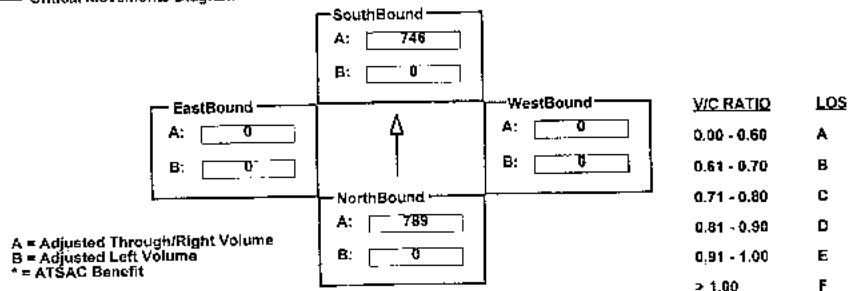 Critical Movements Diagram
SouthBound
A: 746
B: 0
EastBound
A: 0
B: 0
WestBound
A: 0
B: 0
NorthBound
A: 789
B: 0
A = Adjusted Through/Right Volume
B = Adjusted Left Volume
* = ATSAC Benefit
V/C RATIO LOS
0.00 - 0.60 A
0.61 - 0.70 B
0.71 - 0.80 C
0.81 - 0.90 D
0.91 - 1.00 E
> 1.00 F